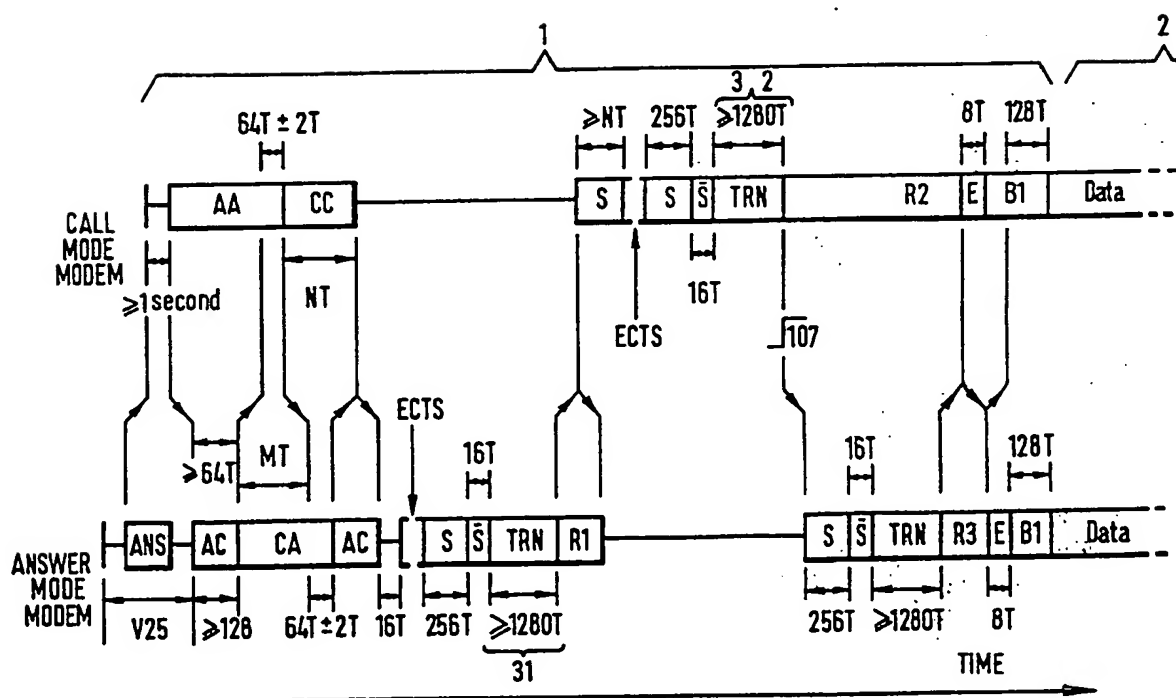 1
2
3, 2
64T ± 2T
⩾NT
256T
⩾1280T
8T
128T
AA
CC
S
S
S̄
TRN
R2
E
B1
Data
CALL
MODE
MODEM
⩾1 second
NT
16T
ECTS
107
ECTS
⩾64T
MT
16T
16T
128T
ANS
AC
CA
AC
S
S̄
TRN
R1
S
S̄
TRN
R3
E
B1
Data
ANSWER
MODE
MODEM
V25
⩾128
64T ± 2T
16T
256T
⩾1280T
256T
⩾1280T
8T
31
TIME